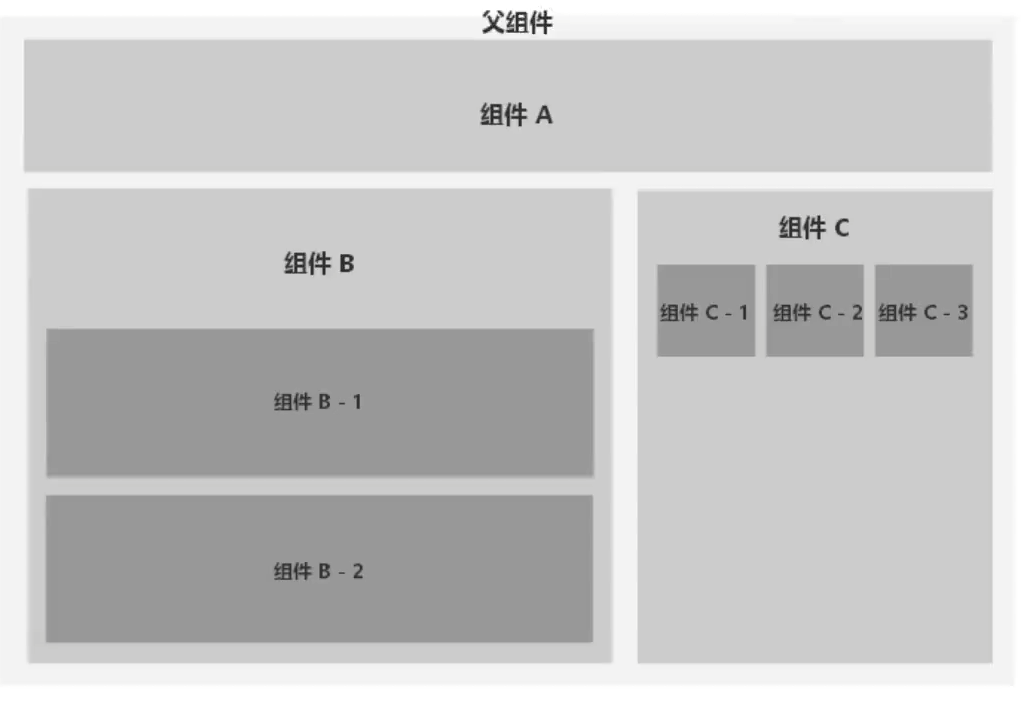 父组件
组件 A
组件 B
组件 B - 1
组件 B - 2
组件 C
组件 C - 1
组件 C - 2
组件 C - 3